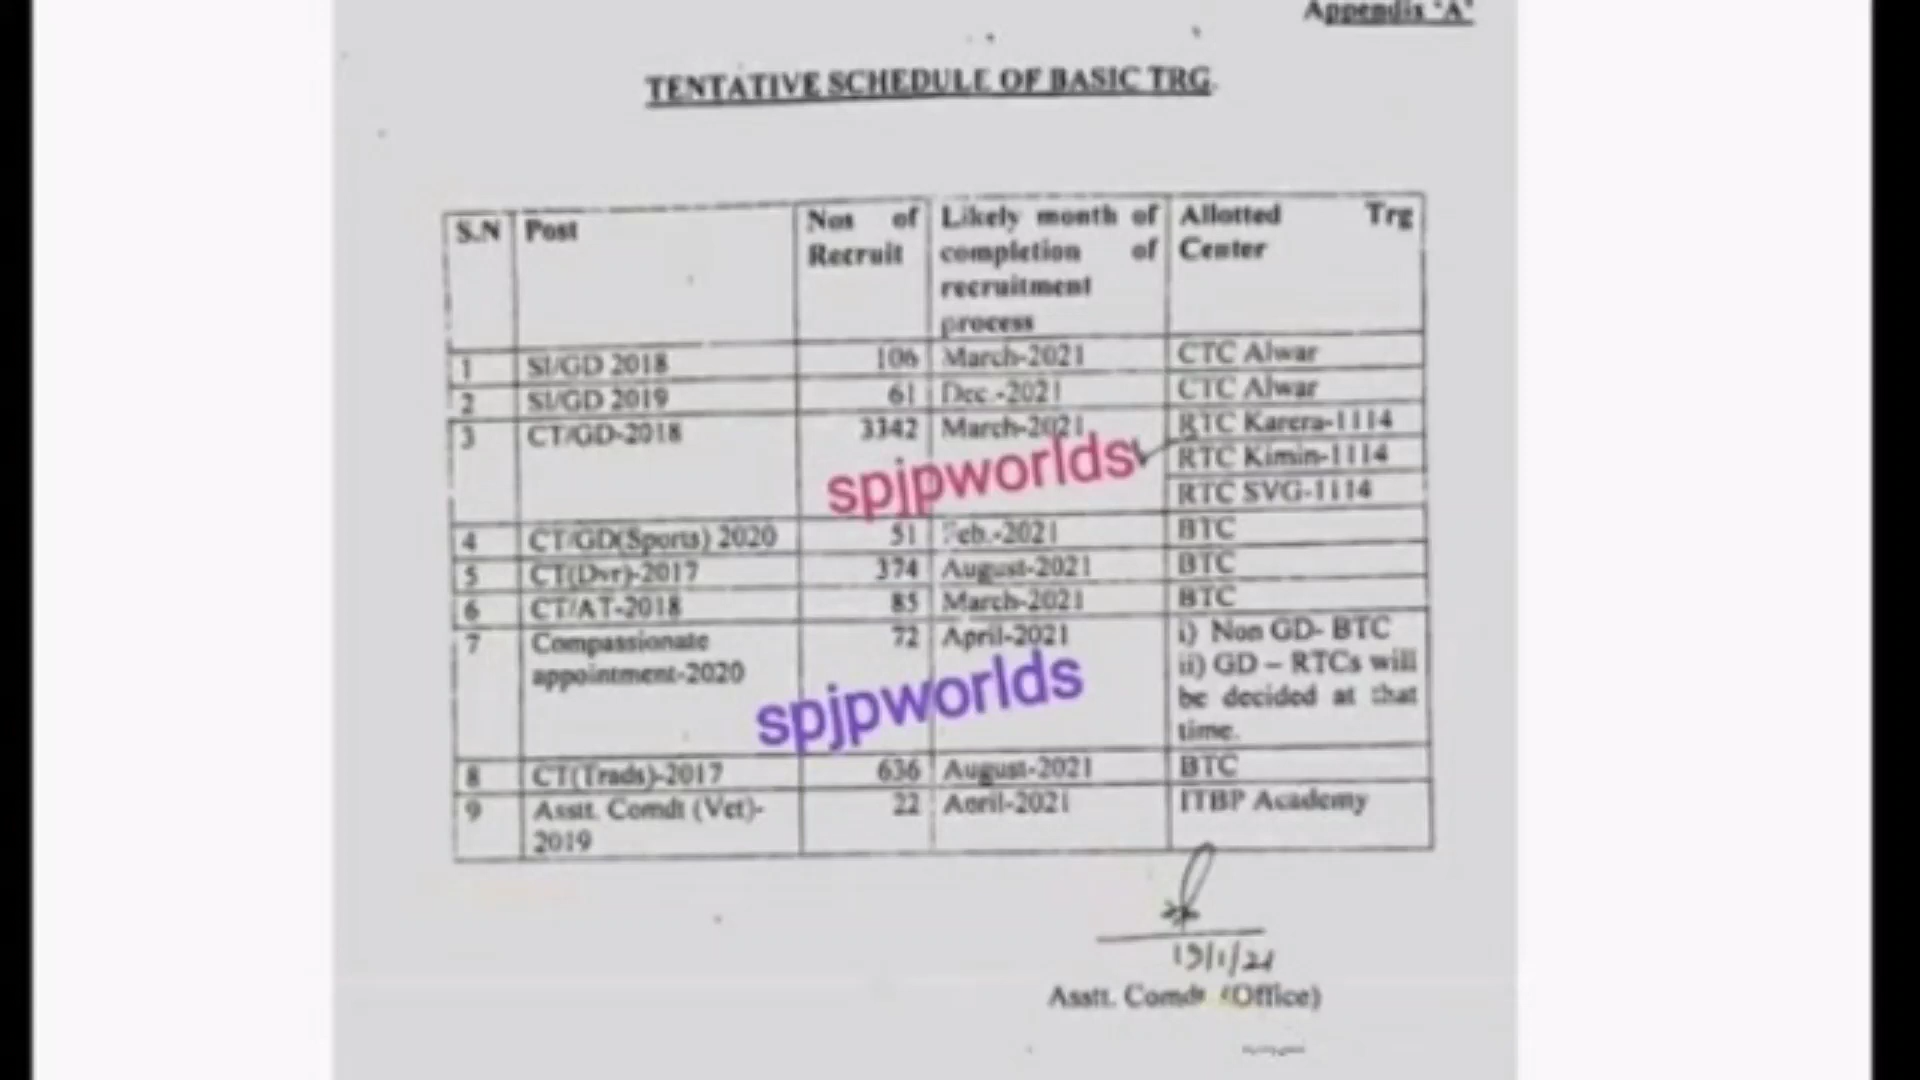 Appendix 'A'
TENTATIVE SCHEDULE OF BASIC TRG.
S.N Post Nos of Recruit Likely month of completion of recruitment process Allotted Trg Center
1 SI/GD 2018 106 March-2021 CTC Alwar
2 SI/GD 2019 61 Dec.-2021 CTC Alwar
3 CT/GD-2018 3342 March-2021 RTC Karera-1114
RTC Kimin-1114
RTC SVG-1114
spjpworlds
4 CT/GD(Sports) 2020 51 Feb.-2021 BTC
5 CT(Dvr)-2017 374 August-2021 BTC
6 CT/AT-2018 85 March-2021 BTC
7 Compassionate appointment-2020 72 April-2021 i) Non GD- BTC
ii) GD – RTCs will
be decided at that
time.
spjpworlds
8 CT(Trads)-2017 636 August-2021 BTC
9 Asstt. Comdt (Vet)-2019 22 April-2021 ITBP Academy
/1/21
Asstt. Comdt (Office)